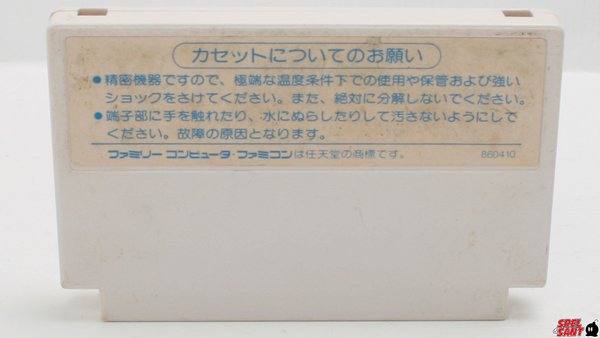 カセットについてのお願い
●精密機器ですので、極端な温度条件下での使用や保管および強い
ショックをさけてください。また、絶対に分解しないでください。
●端子部に手を触れたり、水にぬらしたりして汚さないようにして
ください。故障の原因となります。
ファミリーコンピュータ・ファミコンは任天堂の商標です。 860410
SPEL
SANT